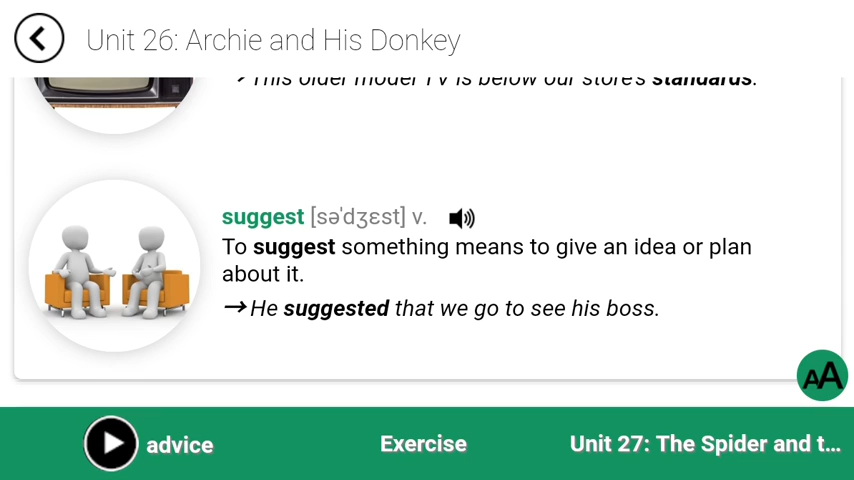 Unit 26: Archie and His Donkey
This older model TV is below our store's standards.
suggest [səˈdʒɛst] v.
To suggest something means to give an idea or plan
about it.
→ He suggested that we go to see his boss.
AA
advice Exercise Unit 27: The Spider and t...